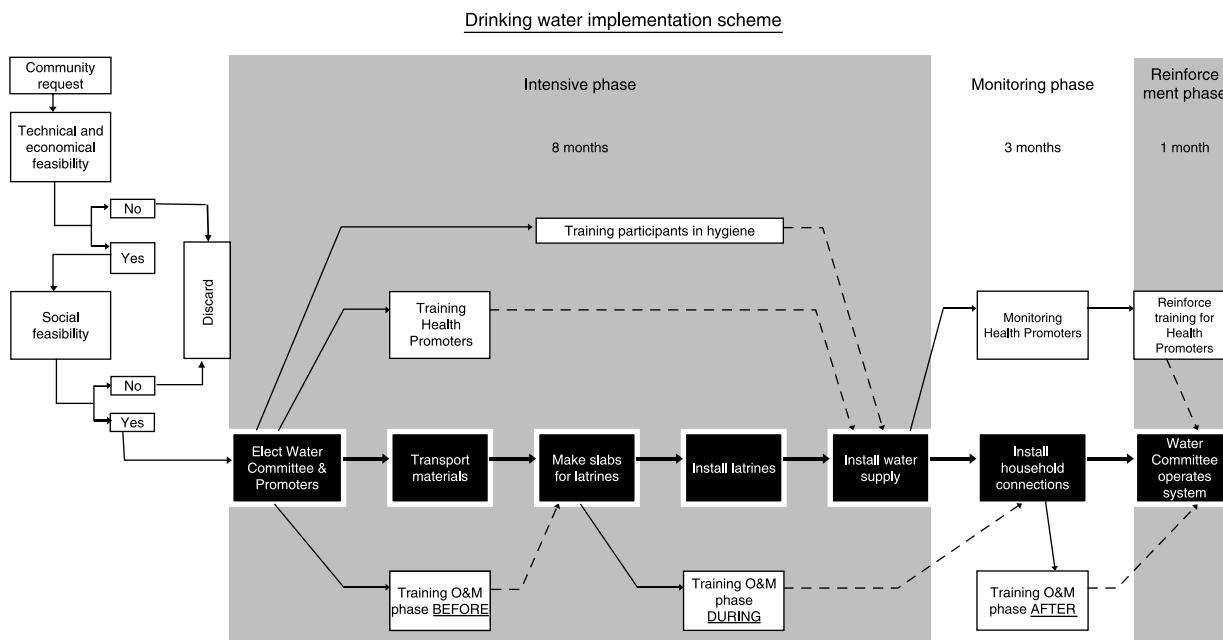 Drinking water implementation scheme
Community
request
Technical and
economical
feasibility
No
Yes
Social
feasibility
No
Yes
Discard
Intensive phase
8 months
Monitoring phase
3 months
Reinforce
ment phase
1 month
Training participants in hygiene
Training
Health
Promoters
Monitoring
Health Promoters
Reinforce
training for
Health
Promoters
Elect Water
Committee &
Promoters
Transport
materials
Make slabs
for latrines
Install latrines
Install water
supply
Install
household
connections
Water
Committee
operates
system
Training O&M
phase BEFORE
Training O&M
phase
DURING
Training O&M
phase AFTER